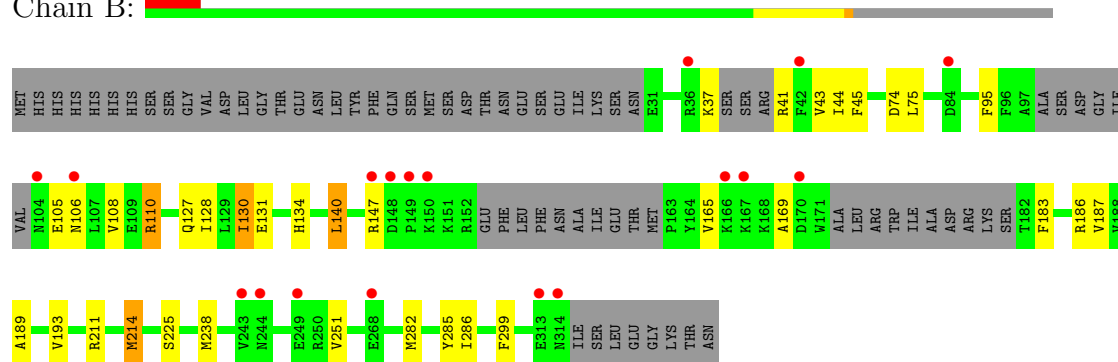 Chain B:
MET HIS HIS HIS HIS HIS HIS SER SER GLY VAL ASP LEU GLY THR GLU ASN LEU TYR PHE GLN SER MET SER ASP THR ASN GLU SER GLU ILE LYS SER ASN E31 R36 K37 SER SER ARG R41 F42 V43 I44 F45 D74 L75 D84 F95 F96 A97 ALA SER ASP GLY ILE
VAL N104 E105 N106 L107 V108 E109 R110 Q127 I128 L129 I130 E131 H134 L140 R147 D148 P149 K150 K151 R152 GLU PHE LEU PHE ASN ALA ILE GLU THR MET P163 Y164 V165 K166 K167 K168 A169 D170 W171 ALA LEU ARG TRP ILE ALA ASP ARG LYS SER T182 F183 R186 V187 V188
A189 V193 R211 M214 S225 M238 V243 N244 E249 R250 V251 E268 M282 Y285 I286 F299 E313 N314 ILE SER LEU GLU GLY LYS THR ASN